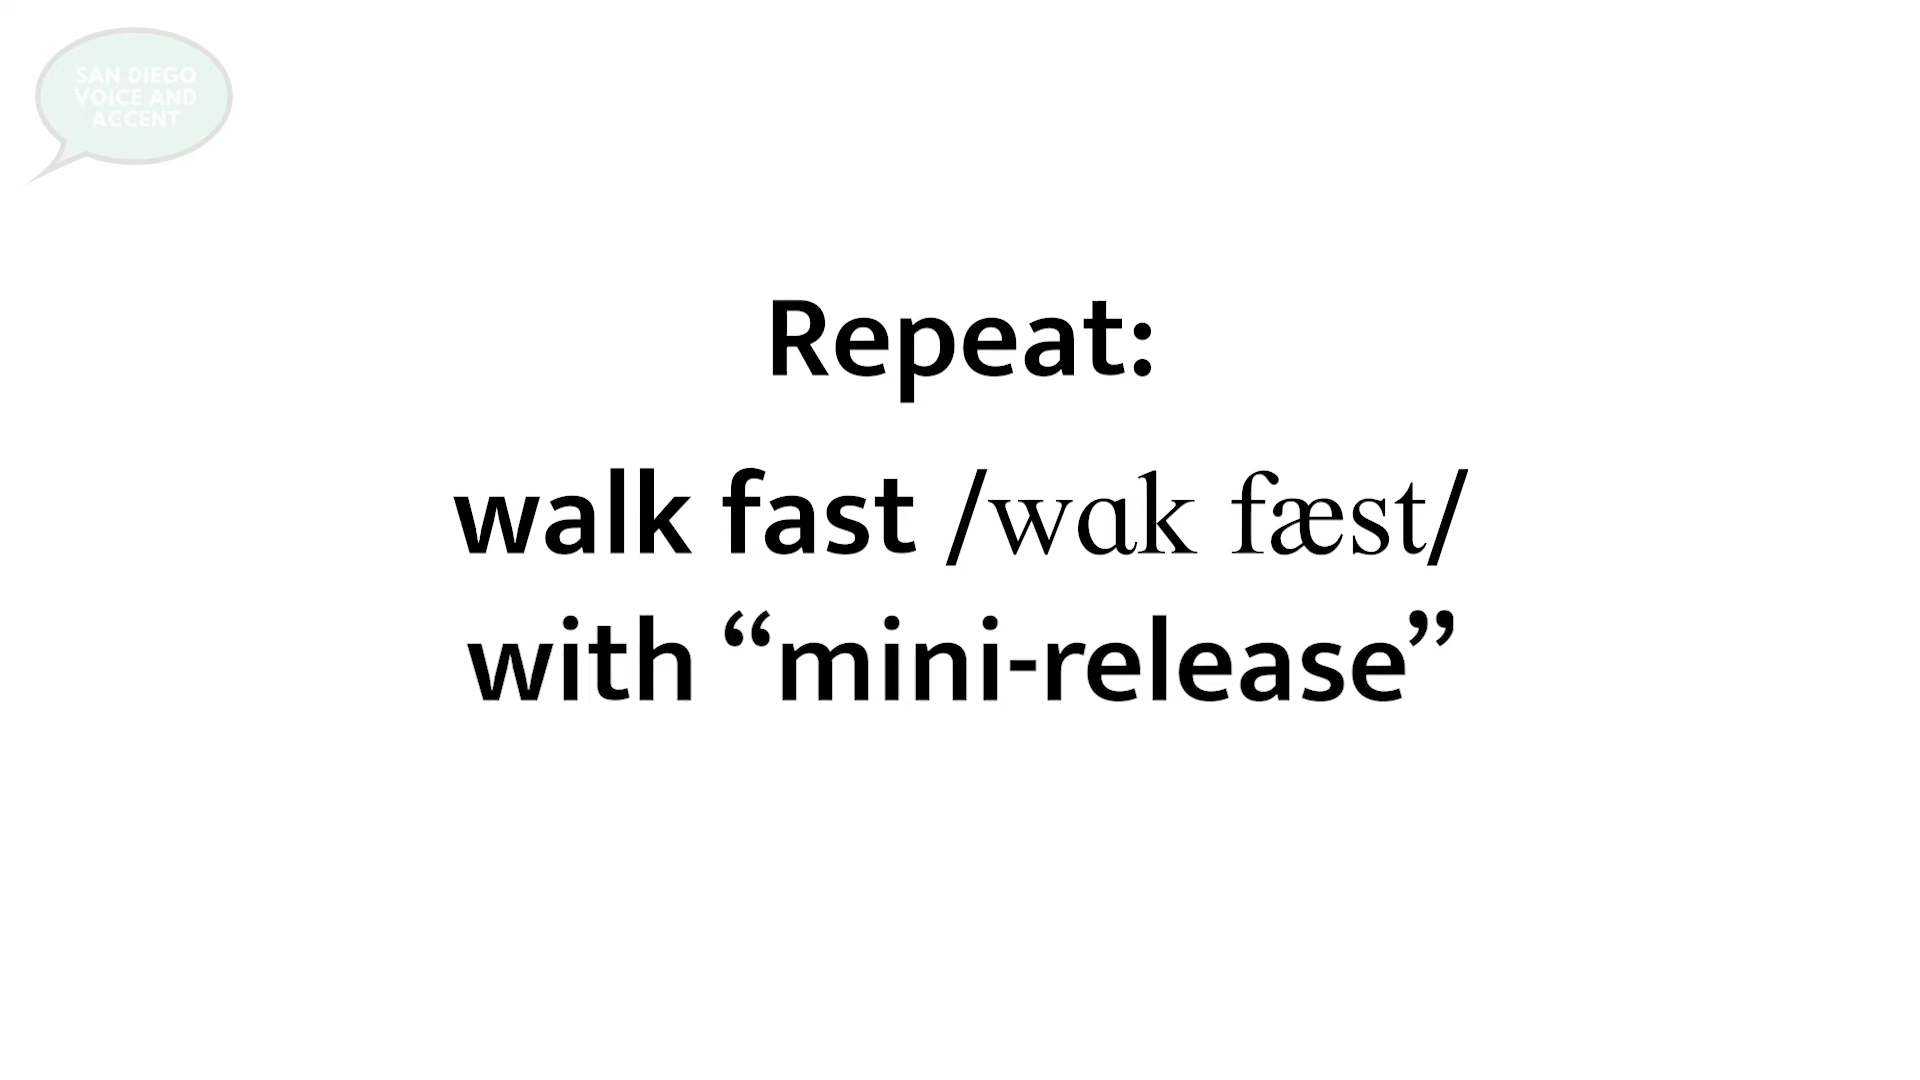 SAN DIEGO
VOICE AND
ACCENT
Repeat:
walk fast /wɑk fæst/
with “mini-release”